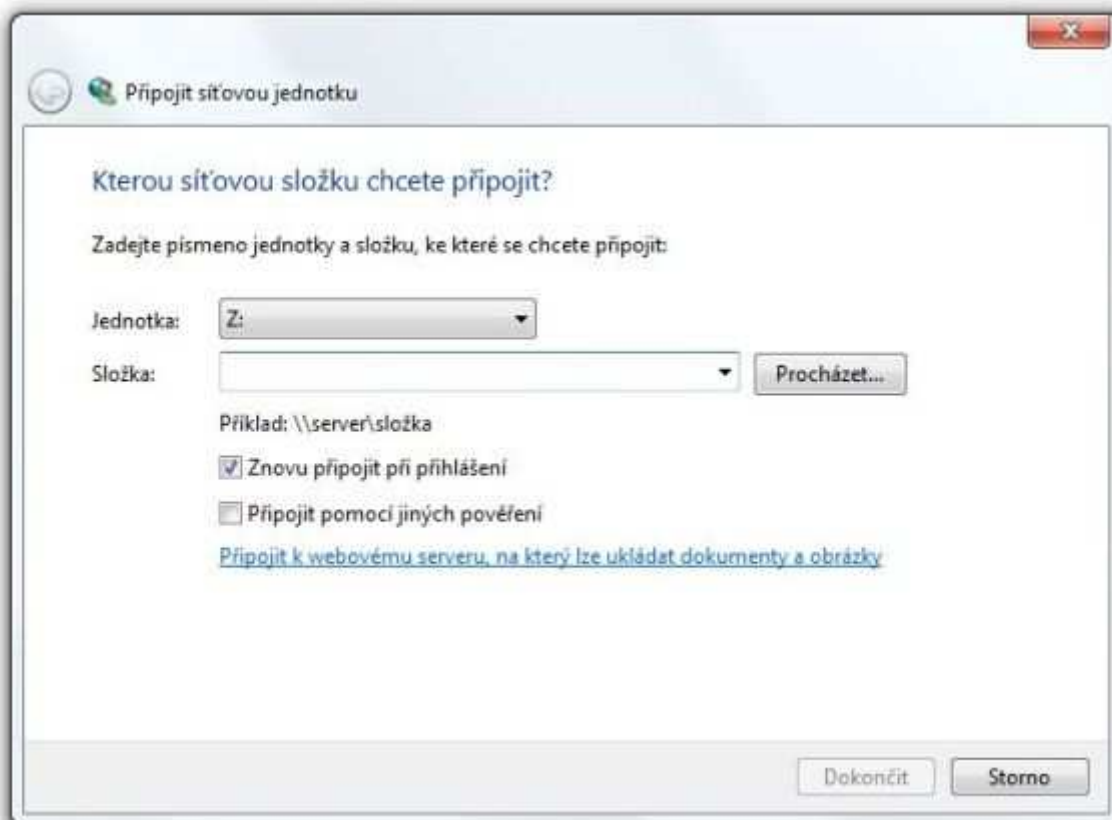 Připojit síťovou jednotku
Kterou síťovou složku chcete připojit?
Zadejte písmeno jednotky a složku, ke které se chcete připojit:
Jednotka: Z:
Složka: Procházet...
Příklad: \\server\složka
Znovu připojit při přihlášení
Připojit pomocí jiných pověření
Připojit k webovému serveru, na který lze ukládat dokumenty a obrázky
Dokončit Storno